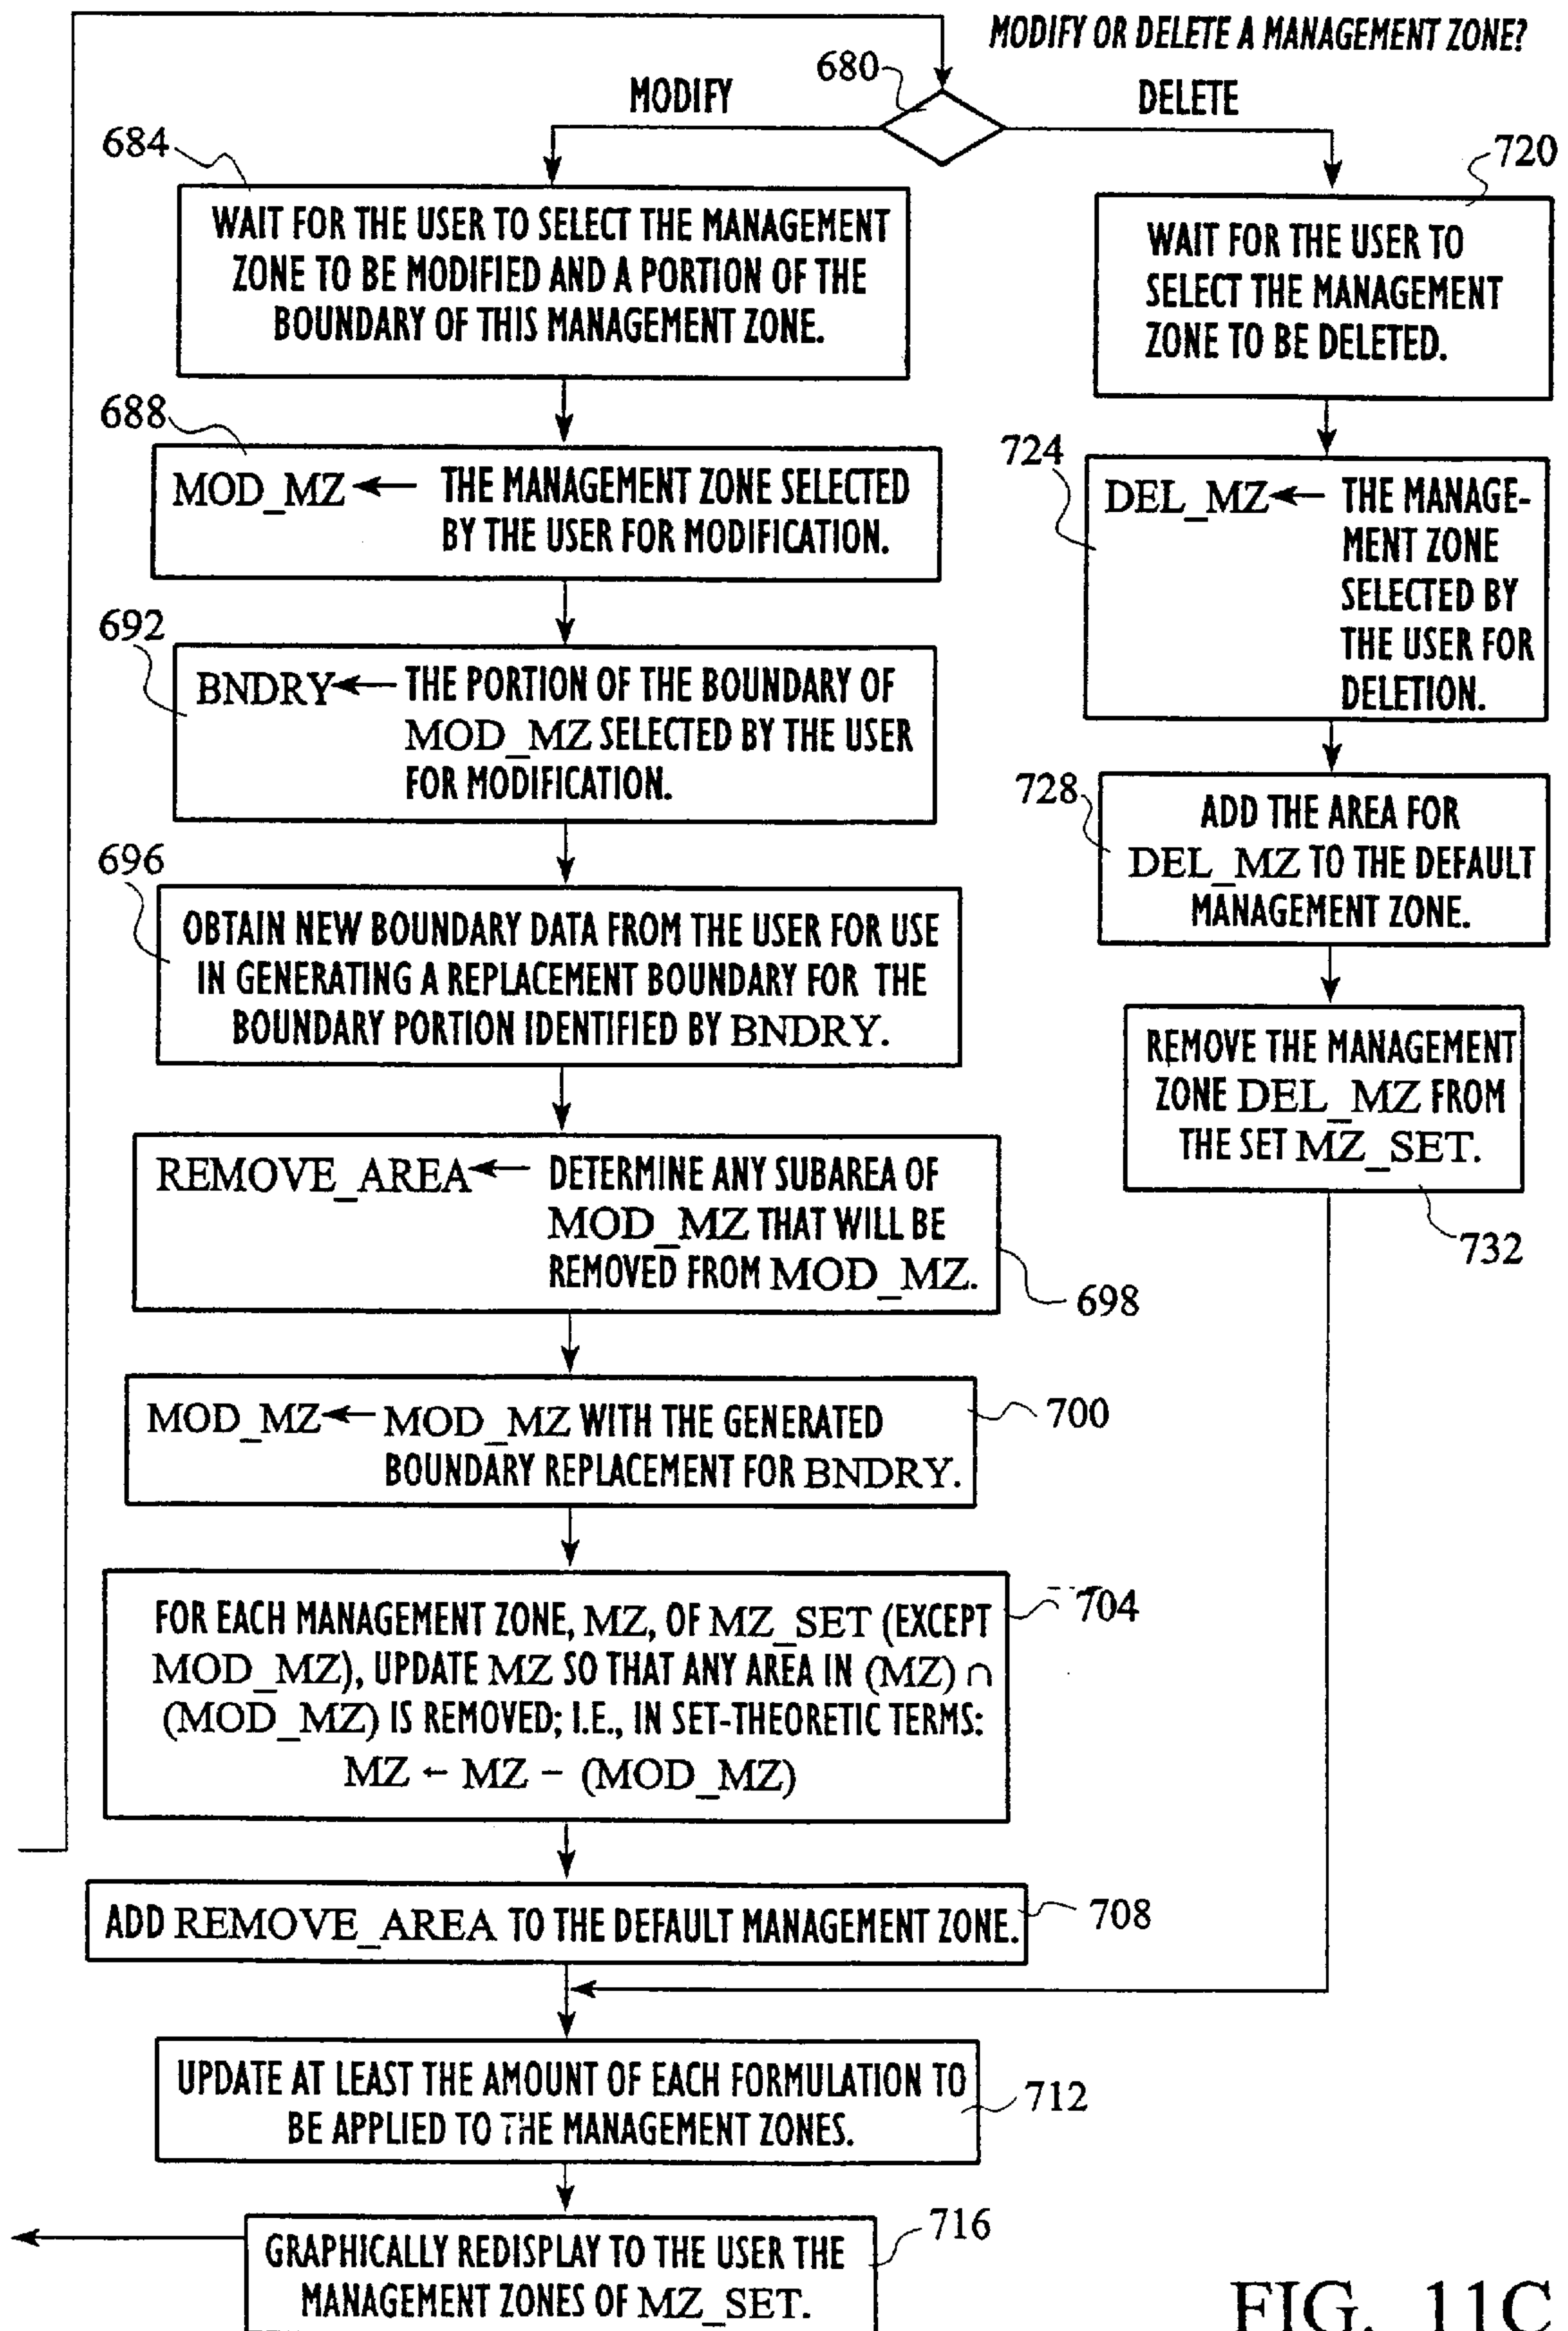 MODIFY OR DELETE A MANAGEMENT ZONE?
680
MODIFY
DELETE
684
WAIT FOR THE USER TO SELECT THE MANAGEMENT
ZONE TO BE MODIFIED AND A PORTION OF THE
BOUNDARY OF THIS MANAGEMENT ZONE.
688
MOD_MZ ← THE MANAGEMENT ZONE SELECTED
BY THE USER FOR MODIFICATION.
692
BNDRY ← THE PORTION OF THE BOUNDARY OF
MOD_MZ SELECTED BY THE USER
FOR MODIFICATION.
696
OBTAIN NEW BOUNDARY DATA FROM THE USER FOR USE
IN GENERATING A REPLACEMENT BOUNDARY FOR THE
BOUNDARY PORTION IDENTIFIED BY BNDRY.
REMOVE_AREA ← DETERMINE ANY SUBAREA OF
MOD_MZ THAT WILL BE
REMOVED FROM MOD_MZ.
698
MOD_MZ ← MOD_MZ WITH THE GENERATED
BOUNDARY REPLACEMENT FOR BNDRY.
700
FOR EACH MANAGEMENT ZONE, MZ, OF MZ_SET (EXCEPT
MOD_MZ), UPDATE MZ SO THAT ANY AREA IN (MZ) ∩
(MOD_MZ) IS REMOVED; I.E., IN SET-THEORETIC TERMS:
MZ ← MZ − (MOD_MZ)
704
ADD REMOVE_AREA TO THE DEFAULT MANAGEMENT ZONE.
708
UPDATE AT LEAST THE AMOUNT OF EACH FORMULATION TO
BE APPLIED TO THE MANAGEMENT ZONES.
712
GRAPHICALLY REDISPLAY TO THE USER THE
MANAGEMENT ZONES OF MZ_SET.
716
720
WAIT FOR THE USER TO
SELECT THE MANAGEMENT
ZONE TO BE DELETED.
724
DEL_MZ ← THE MANAGE-
MENT ZONE
SELECTED BY
THE USER FOR
DELETION.
728
ADD THE AREA FOR
DEL_MZ TO THE DEFAULT
MANAGEMENT ZONE.
REMOVE THE MANAGEMENT
ZONE DEL_MZ FROM
THE SET MZ_SET.
732
FIG. 11C